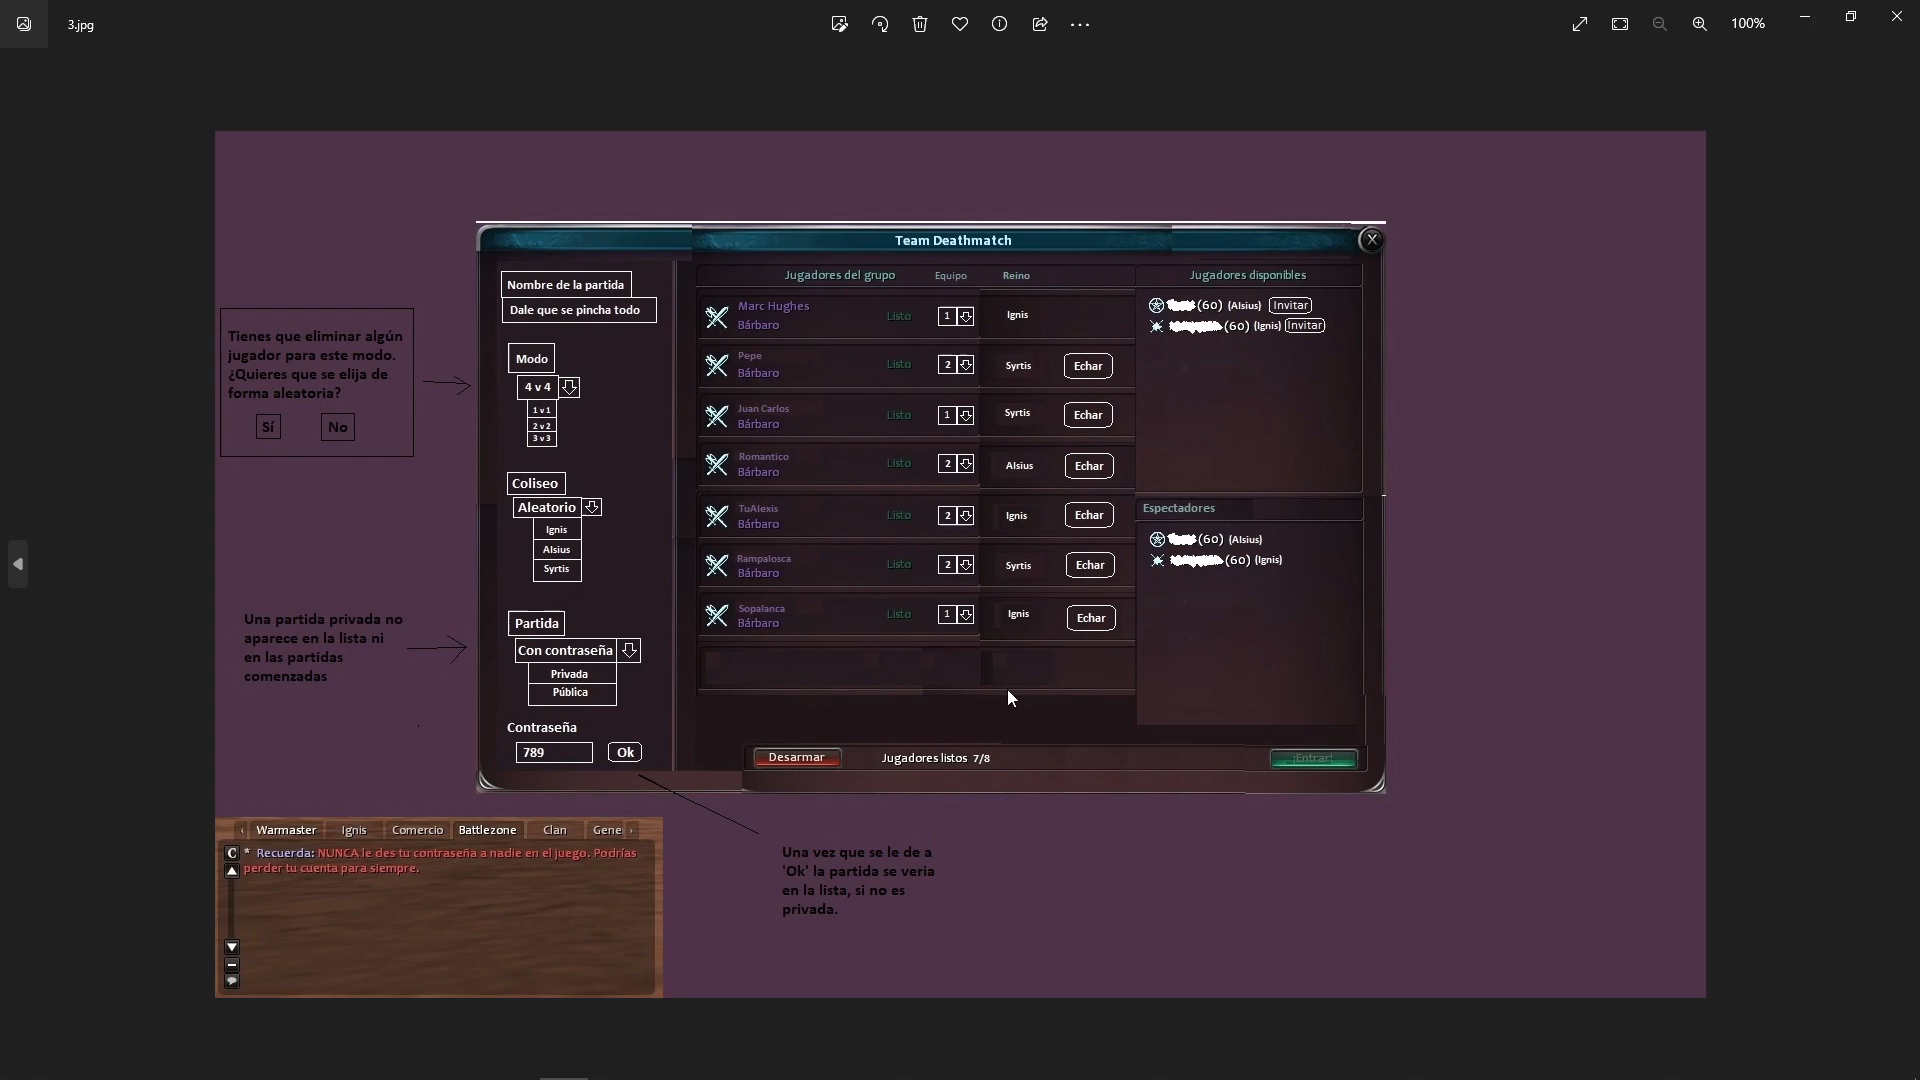 3.jpg
100%
Team Deathmatch
Nombre de la partida
Dale que se pincha todo
Modo
4 v 4
1 v 1
2 v 2
3 v 3
Coliseo
Aleatorio
Ignis
Alsius
Syrtis
Partida
Con contraseña
Privada
Pública
Contraseña
789 Ok
Jugadores del grupo Equipo Reino
Marc Hughes
Bárbaro Listo 1 Ignis
Pepe
Bárbaro Listo 2 Syrtis Echar
Juan Carlos
Bárbaro Listo 1 Syrtis Echar
Romantico
Bárbaro Listo 2 Alsius Echar
TuAlexis
Bárbaro Listo 2 Ignis Echar
Rampalosca
Bárbaro Listo 2 Syrtis Echar
Sopalanca
Bárbaro Listo 1 Ignis Echar
Jugadores disponibles
(60) (Alsius) Invitar
(60) (Ignis) Invitar
Espectadores
(60) (Alsius)
(60) (Ignis)
Desarmar Jugadores listos 7/8 ¡Entrar!
Tienes que eliminar algún
jugador para este modo.
¿Quieres que se elija de
forma aleatoria?
Sí No
Una partida privada no
aparece en la lista ni
en las partidas
comenzadas
Una vez que se le de a
'Ok' la partida se veria
en la lista, si no es
privada.
Warmaster Ignis Comercio Battlezone Clan Gene
C * Recuerda: NUNCA le des tu contraseña a nadie en el juego. Podrías
perder tu cuenta para siempre.